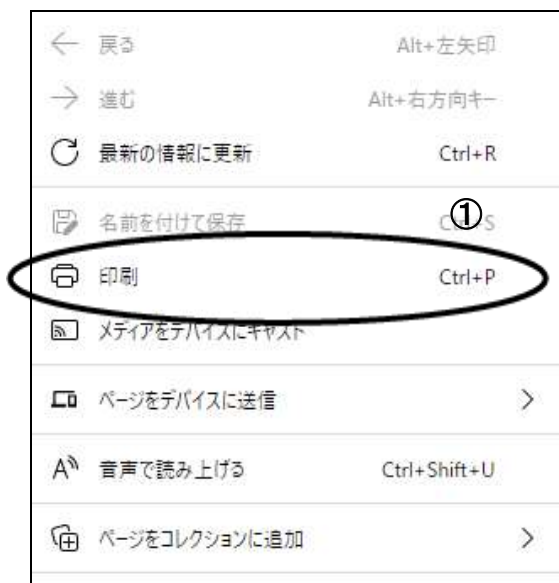 戻る Alt+左矢印
進む Alt+右方向キー
最新の情報に更新 Ctrl+R
名前を付けて保存 ①
印刷 Ctrl+P
メディアをデバイスにキャスト
ページをデバイスに送信
音声で読み上げる Ctrl+Shift+U
ページをコレクションに追加